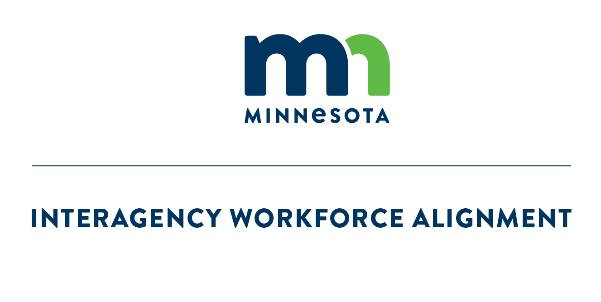 mn
MINNeSOTA
INTERAGENCY WORKFORCE ALIGNMENT